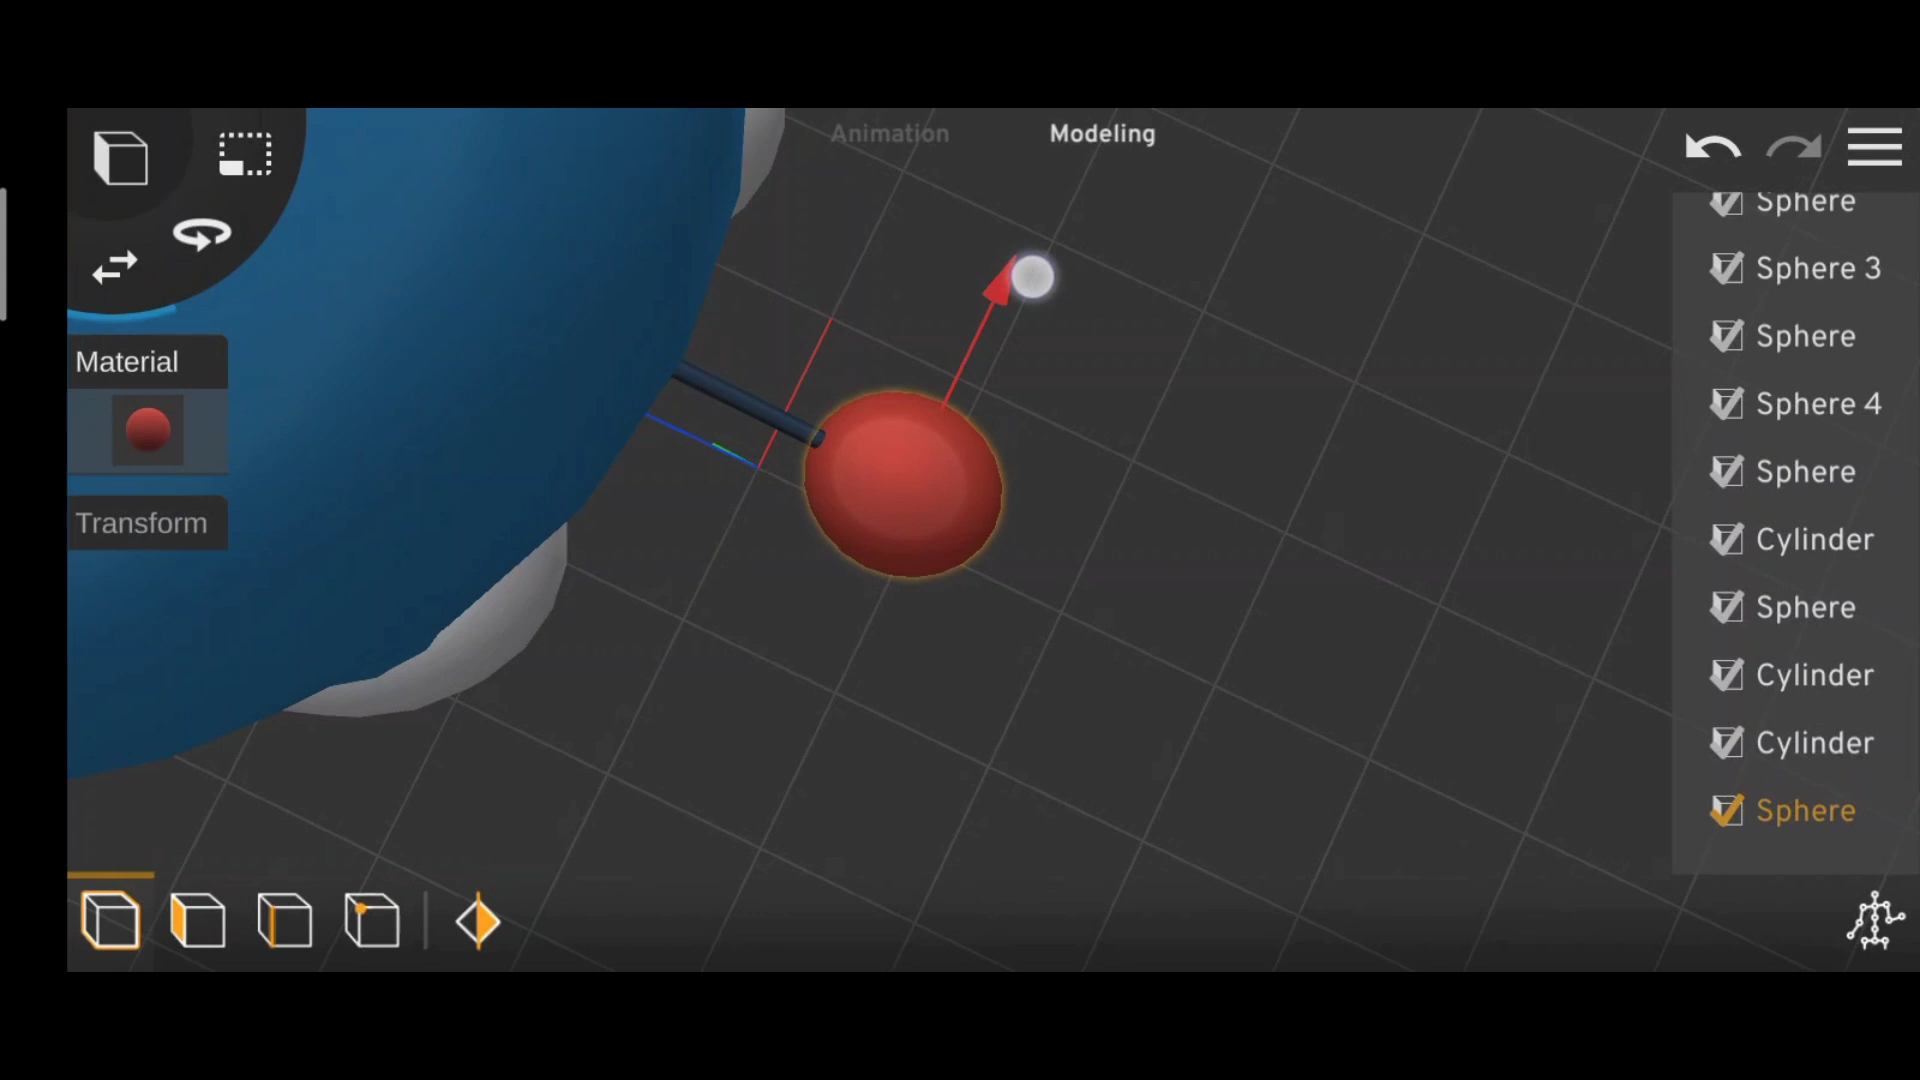 Animation
Modeling
Material
Transform
Sphere
Sphere 3
Sphere
Sphere 4
Sphere
Cylinder
Sphere
Cylinder
Cylinder
Sphere